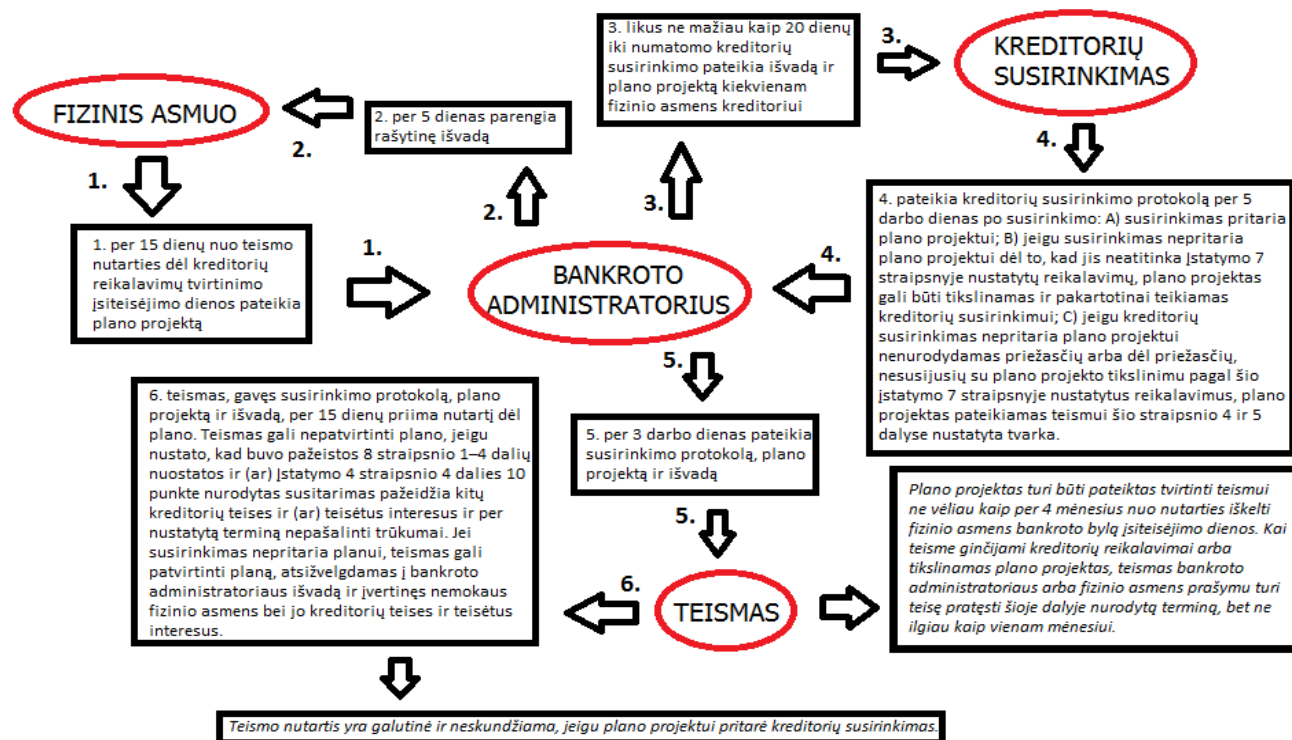 FIZINIS ASMUO
1.
1. per 15 dienų nuo teismo
nutarties dėl kreditorių
reikalavimų tvirtinimo
įsiteisėjimo dienos pateikia
plano projektą
1.
BANKROTO
ADMINISTRATORIUS
2.
2. per 5 dienas parengia
rašytinę išvadą
2.
3.
3. likus ne mažiau kaip 20 dienų
iki numatomo kreditorių
susirinkimo pateikia išvadą ir
plano projektą kiekvienam
fizinio asmens kreditoriui
3.
KREDITORIŲ
SUSIRINKIMAS
4.
4. pateikia kreditorių susirinkimo protokolą per 5
darbo dienas po susirinkimo: A) susirinkimas pritaria
plano projektui; B) jeigu susirinkimas nepritaria
plano projektui dėl to, kad jis neatitinka Įstatymo 7
straipsnyje nustatytų reikalavimų, plano projektas
gali būti tikslinamas ir pakartotinai teikiamas
kreditorių susirinkimui; C) jeigu kreditorių
susirinkimas nepritaria plano projektui
nenurodydamas priežasčių arba dėl priežasčių,
nesusijusių su plano projekto tikslinimu pagal šio
įstatymo 7 straipsnyje nustatytus reikalavimus, plano
projektas pateikiamas teismui šio straipsnio 4 ir 5
dalyse nustatyta tvarka.
4.
5.
5. per 3 darbo dienas pateikia
susirinkimo protokolą, plano
projektą ir išvadą
5.
TEISMAS
6.
6. teismas, gavęs susirinkimo protokolą, plano
projektą ir išvadą, per 15 dienų priima nutartį dėl
plano. Teismas gali nepatvirtinti plano, jeigu
nustato, kad buvo pažeistos 8 straipsnio 1–4 dalių
nuostatos ir (ar) Įstatymo 4 straipsnio 4 dalies 10
punkte nurodytas susitarimas pažeidžia kitų
kreditorių teises ir (ar) teisėtus interesus ir per
nustatytą terminą nepašalinti trūkumai. Jei
susirinkimas nepritaria planui, teismas gali
patvirtinti planą, atsižvelgdamas į bankroto
administratoriaus išvadą ir įvertinęs nemokaus
fizinio asmens bei jo kreditorių teises ir teisėtus
interesus.
Plano projektas turi būti pateiktas tvirtinti teismui
ne vėliau kaip per 4 mėnesius nuo nutarties iškelti
fizinio asmens bankroto bylą įsiteisėjimo dienos. Kai
teisme ginčijami kreditorių reikalavimai arba
tikslinamas plano projektas, teismas bankroto
administratoriaus arba fizinio asmens prašymu turi
teisę pratęsti šioje dalyje nurodytą terminą, bet ne
ilgiau kaip vienam mėnesiui.
Teismo nutartis yra galutinė ir neskundžiama, jeigu plano projektui pritarė kreditorių susirinkimas.